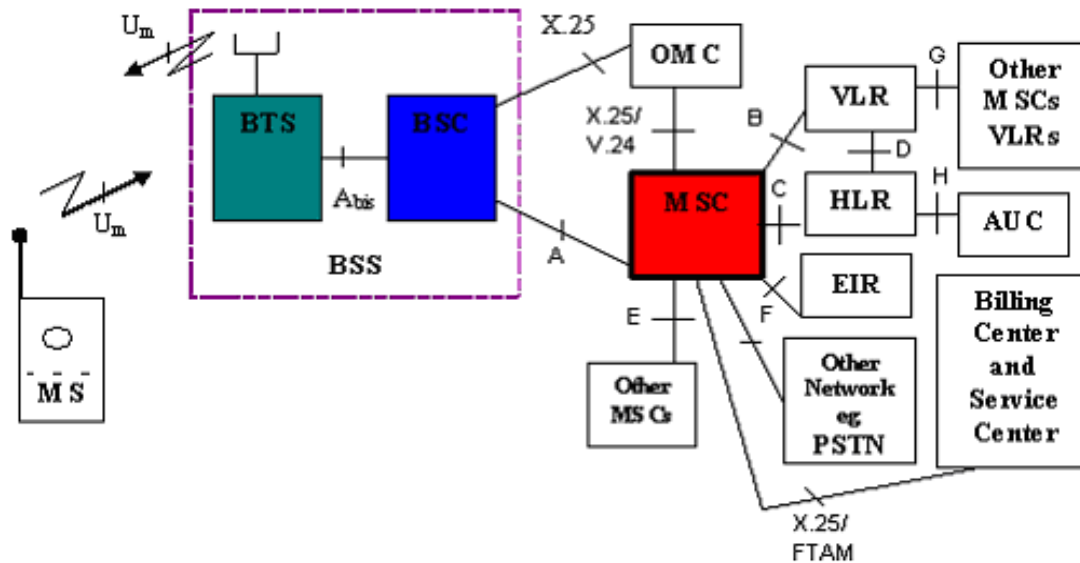 Um
X.25
OMC
G
Other
MSCs
VLRs
BTS
BSC
X.25/
V.24
B
VLR
D
Abis
MSC
C
HLR
H
AUC
Um
BSS
A
E
F
EIR
Billing
Center
and
Service
Center
MS
Other
MSCs
Other
Network
eg
PSTN
X.25/
FTAM